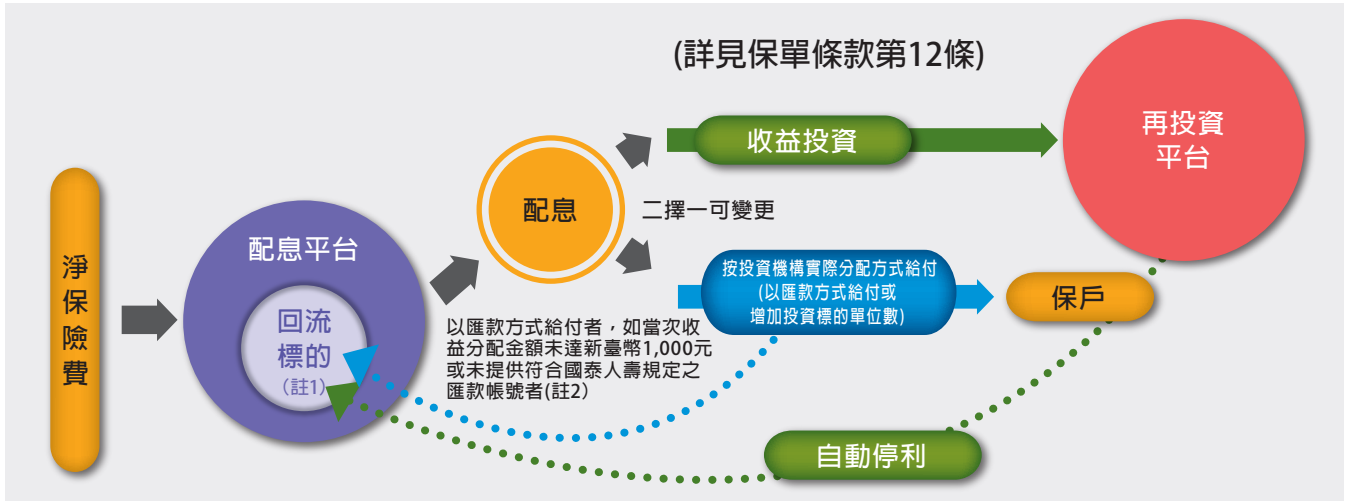 (詳見保單條款第12條)
淨保險費
配息平台
回流
標的
(註1)
配息
二擇一可變更
收益投資
再投資
平台
按投資機構實際分配方式給付
(以匯款方式給付或
增加投資標的單位數)
保戶
以匯款方式給付者，如當次收
益分配金額未達新臺幣1,000元
或未提供符合國泰人壽規定之
匯款帳號者(註2)
自動停利